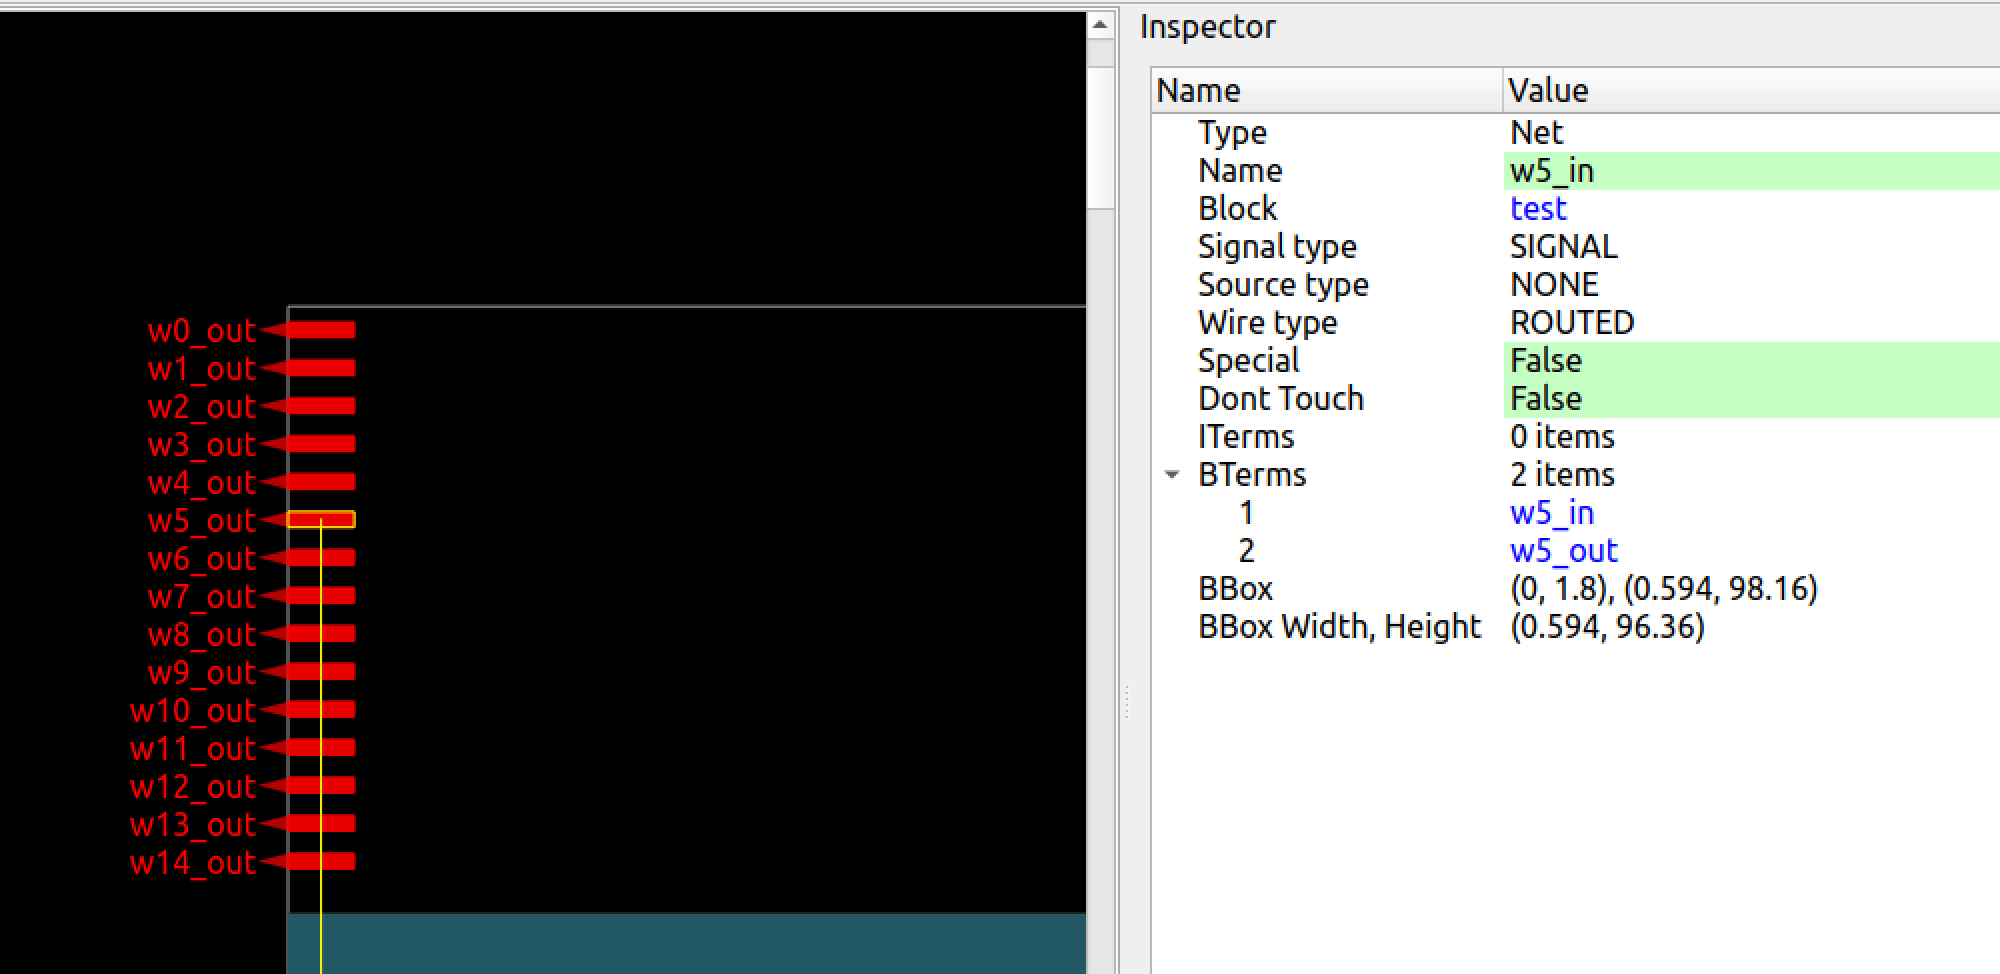 Inspector
Name Value
Type Net
Name w5_in
Block test
Signal type SIGNAL
Source type NONE
Wire type ROUTED
Special False
Dont Touch False
ITerms 0 items
BTerms 2 items
1 w5_in
2 w5_out
BBox (0, 1.8), (0.594, 98.16)
BBox Width, Height (0.594, 96.36)
w0_out
w1_out
w2_out
w3_out
w4_out
w5_out
w6_out
w7_out
w8_out
w9_out
w10_out
w11_out
w12_out
w13_out
w14_out